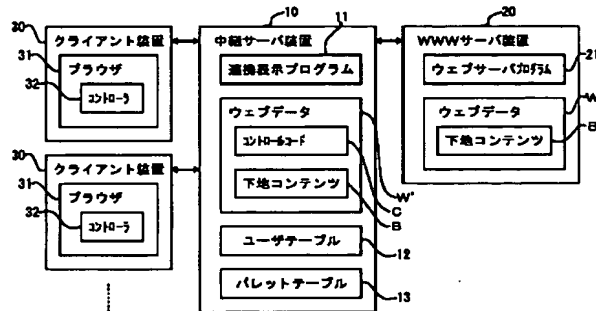 30
クライアント装置
31
ブラウザ
32
コントローラ
30
クライアント装置
31
ブラウザ
32
コントローラ
10
中継サーバ装置
11
連携表示プログラム
ウェブデータ
コントロールコード
下地コンテンツ
W'
C
B
ユーザテーブル
12
パレットテーブル
13
20
WWWサーバ装置
ウェブサーバプログラム
21
ウェブデータ
W
下地コンテンツ
B